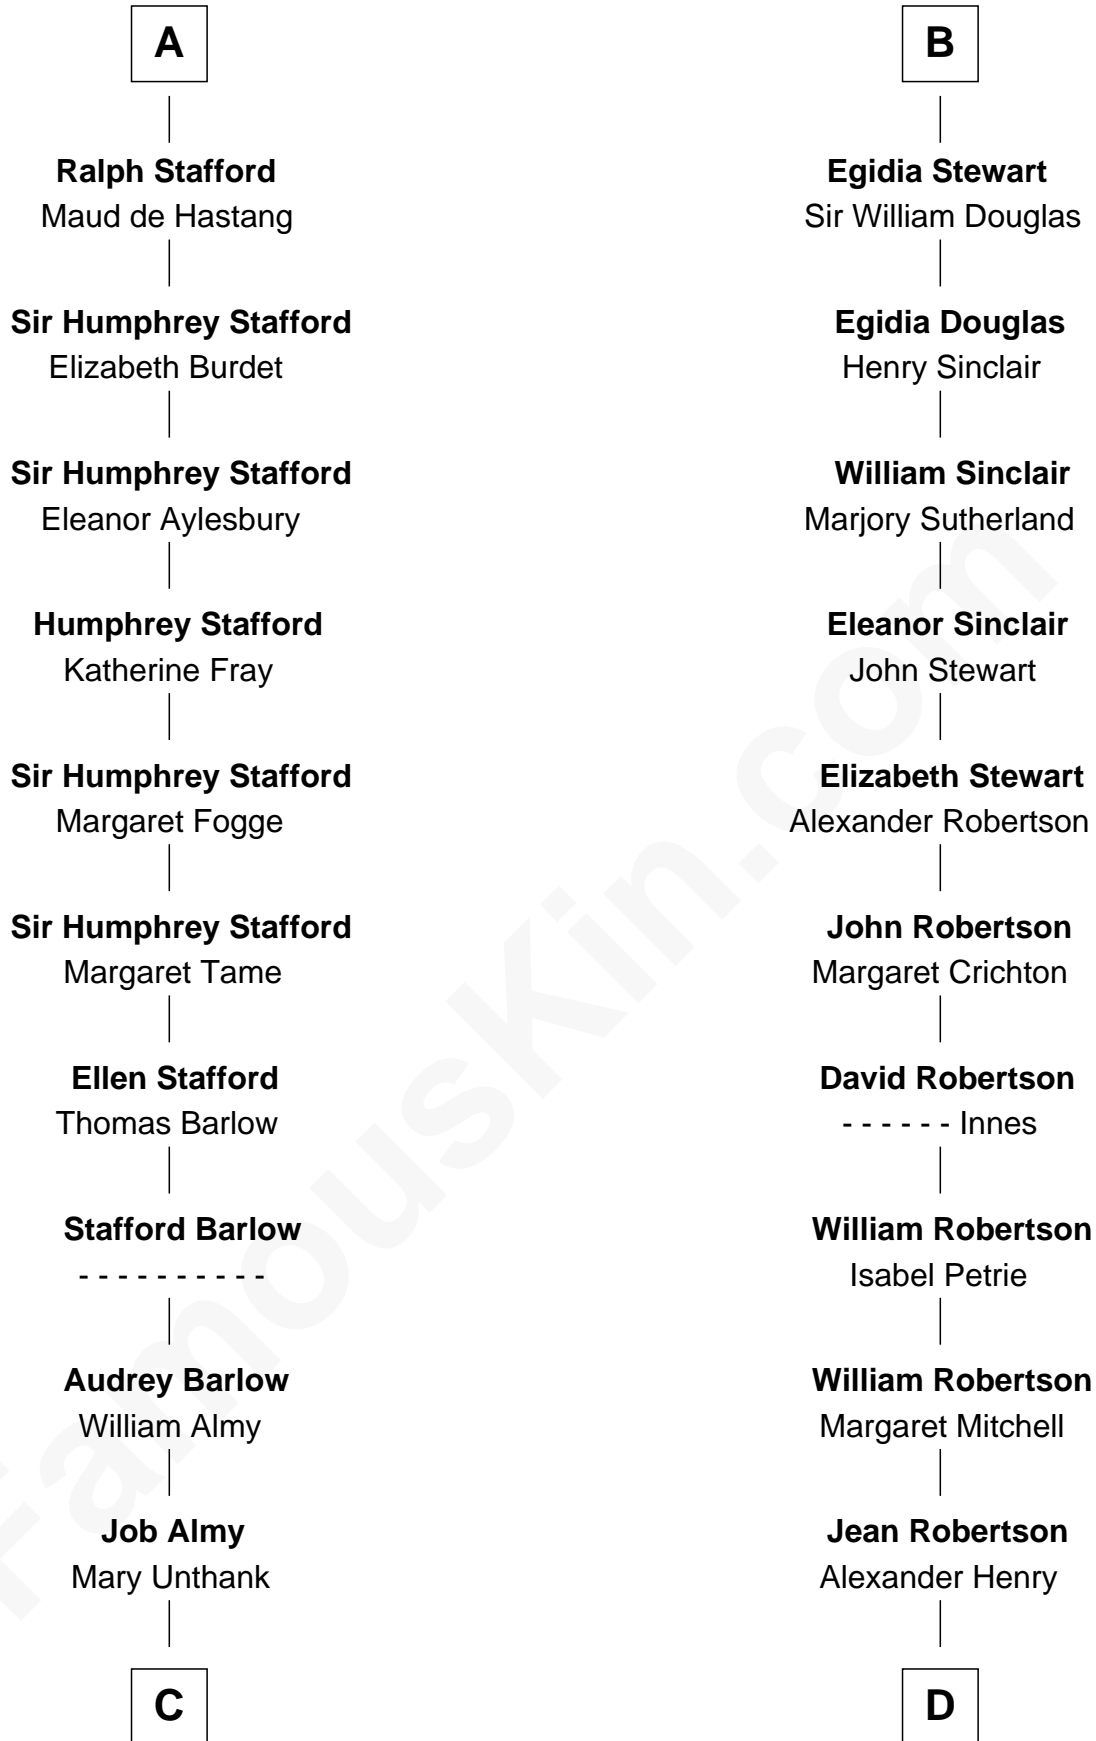 A
Ralph Stafford
Maud de Hastang
Sir Humphrey Stafford
Elizabeth Burdet
Sir Humphrey Stafford
Eleanor Aylesbury
Humphrey Stafford
Katherine Fray
Sir Humphrey Stafford
Margaret Fogge
Sir Humphrey Stafford
Margaret Tame
Ellen Stafford
Thomas Barlow
Stafford Barlow
- - - - - - - - - -
Audrey Barlow
William Almy
Job Almy
Mary Unthank
C
B
Egidia Stewart
Sir William Douglas
Egidia Douglas
Henry Sinclair
William Sinclair
Marjory Sutherland
Eleanor Sinclair
John Stewart
Elizabeth Stewart
Alexander Robertson
John Robertson
Margaret Crichton
David Robertson
- - - - - - Innes
William Robertson
Isabel Petrie
William Robertson
Margaret Mitchell
Jean Robertson
Alexander Henry
D
FamousKin.com